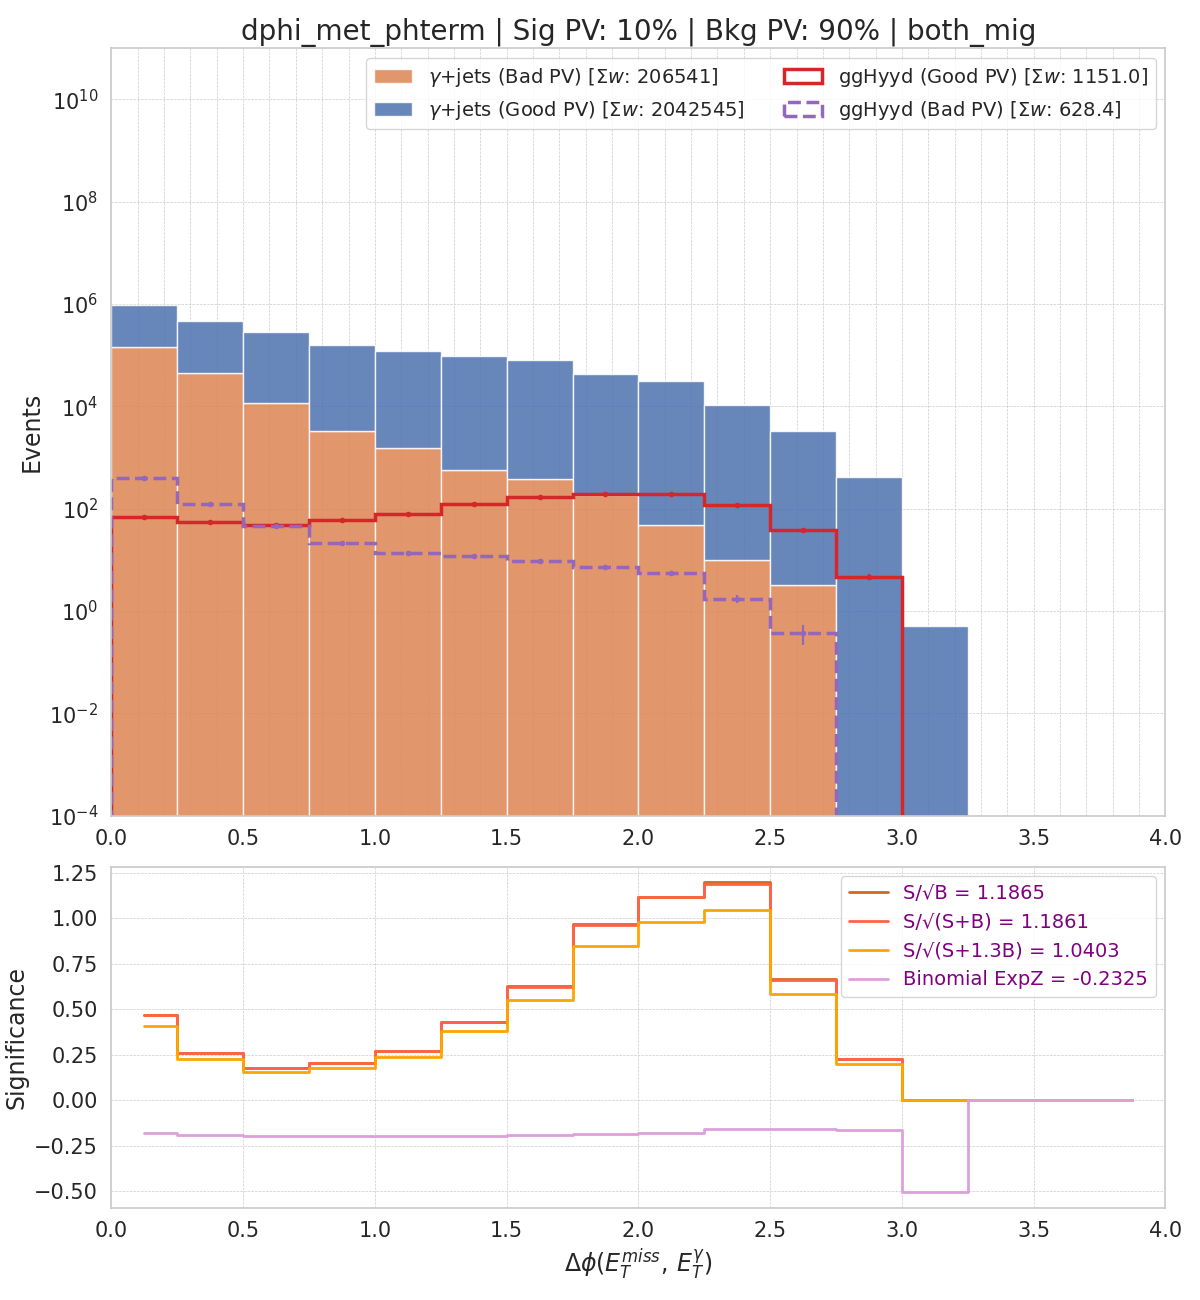 dphi_met_phterm | Sig PV: 10% | Bkg PV: 90% | both_mig
γ+jets (Bad PV) [Σw: 206541]
γ+jets (Good PV) [Σw: 2042545]
ggHyyd (Good PV) [Σw: 1151.0]
ggHyyd (Bad PV) [Σw: 628.4]
Events
10^10
10^8
10^6
10^4
10^2
10^0
10^−2
10^−4
0.0 0.5 1.0 1.5 2.0 2.5 3.0 3.5 4.0
Significance
1.25
1.00
0.75
0.50
0.25
0.00
−0.25
−0.50
S/√B = 1.1865
S/√(S+B) = 1.1861
S/√(S+1.3B) = 1.0403
Binomial ExpZ = -0.2325
0.0 0.5 1.0 1.5 2.0 2.5 3.0 3.5 4.0
Δϕ(E_T^miss, E_T^γ)